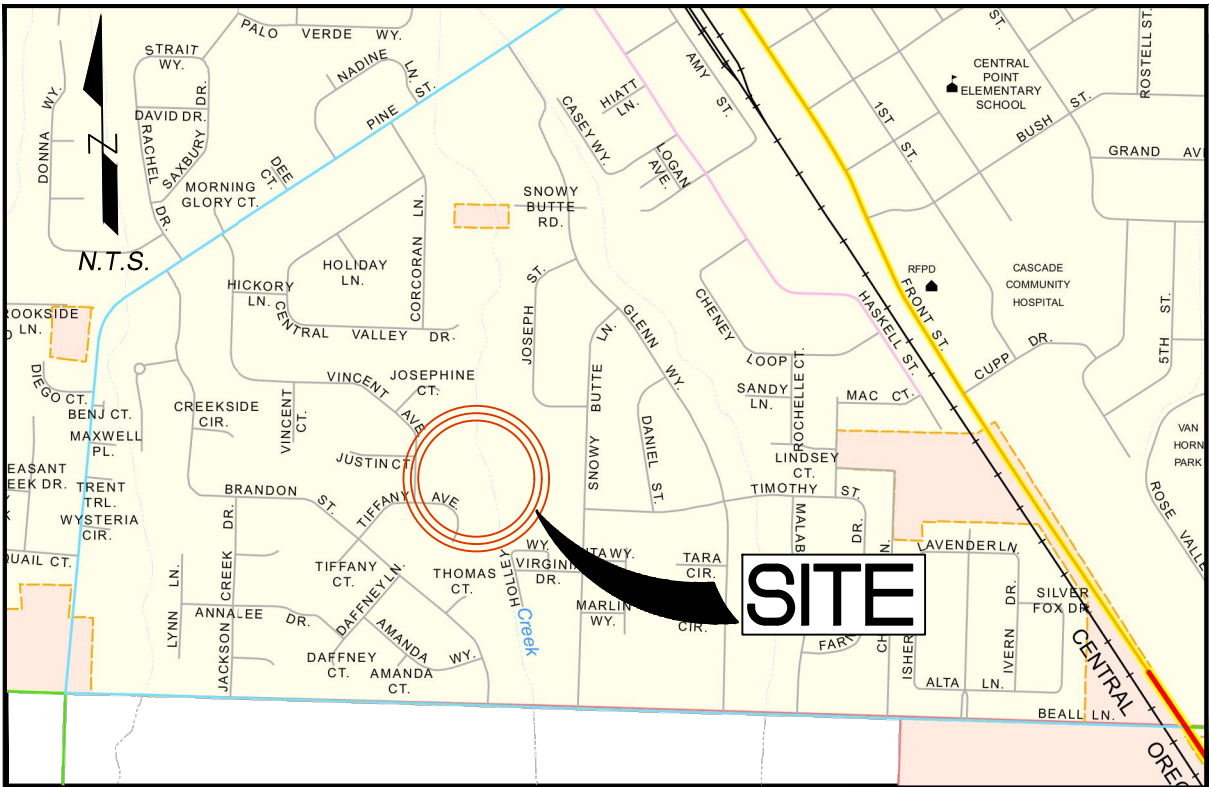 PALO VERDE WY.
STRAIT
WY.
NADINE
LN.
ST.
PINE
DONNA WY.
DAVID DR.
RACHEL
DR.
SAXBURY DR.
MORNING
GLORY CT.
DEE
CT.
N.T.S.
AMY ST.
HIATT
LN.
CASEY WY.
LOGAN
AVE.
SNOWY
BUTTE
RD.
ST.
CENTRAL
POINT
ELEMENTARY
SCHOOL
1ST ST.
BUSH ST.
ROSTELL ST.
GRAND
HOLIDAY
LN.
CORCORAN LN.
HICKORY
LN.
CENTRAL VALLEY DR.
JOSEPH ST.
GLENN WY.
CHENEY
LOOP
HASKELL ST.
FRONT ST.
RFPD
CASCADE
COMMUNITY
HOSPITAL
5TH ST.
CUPP DR.
LN.
DIEGO CT.
BENJ CT.
MAXWELL
PL.
CREEKSIDE
CIR.
VINCENT
CT.
VINCENT AVE
JOSEPHINE
CT.
JUSTIN CT
SNOWY BUTTE LN.
DANIEL ST.
SANDY
LN.
ROCHELLE CT.
MAC CT.
LINDSEY
CT.
VAN
HORN
PARK
TRENT
TRL.
WYSTERIA
CIR.
QUAIL CT.
BRANDON ST.
TIFFANY AVE
TIMOTHY ST.
ROSE
TIFFANY
CT.
THOMAS
CT.
WY.
DR.
HOLLEY
Creek
TARA
CIR.
MARLIN
WY.
CIR.
SITE
DR.
LAVENDER LN.
SILVER
FOX DR.
IVERN DR.
LYNN LN.
JACKSON CREEK DR.
ANNALEE DR.
DAFFNEY LN.
DAFFNEY
CT.
AMANDA WY.
AMANDA
CT.
ALTA LN.
BEALL LN.
CENTRAL